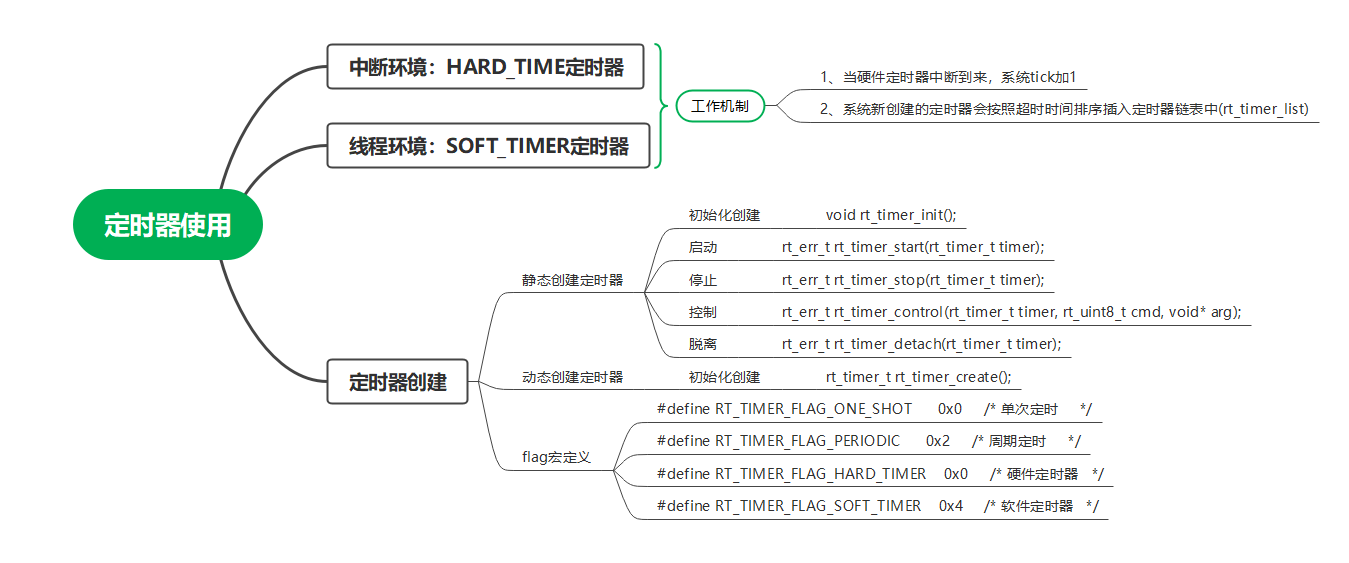 中断环境：HARD_TIME定时器
线程环境：SOFT_TIMER定时器
工作机制
1、当硬件定时器中断到来，系统tick加1
2、系统新创建的定时器会按照超时时间排序插入定时器链表中(rt_timer_list)
定时器使用
定时器创建
静态创建定时器
初始化创建 void rt_timer_init();
启动 rt_err_t rt_timer_start(rt_timer_t timer);
停止 rt_err_t rt_timer_stop(rt_timer_t timer);
控制 rt_err_t rt_timer_control(rt_timer_t timer, rt_uint8_t cmd, void* arg);
脱离 rt_err_t rt_timer_detach(rt_timer_t timer);
动态创建定时器
初始化创建 rt_timer_t rt_timer_create();
flag宏定义
#define RT_TIMER_FLAG_ONE_SHOT 0x0 /* 单次定时 */
#define RT_TIMER_FLAG_PERIODIC 0x2 /* 周期定时 */
#define RT_TIMER_FLAG_HARD_TIMER 0x0 /* 硬件定时器 */
#define RT_TIMER_FLAG_SOFT_TIMER 0x4 /* 软件定时器 */